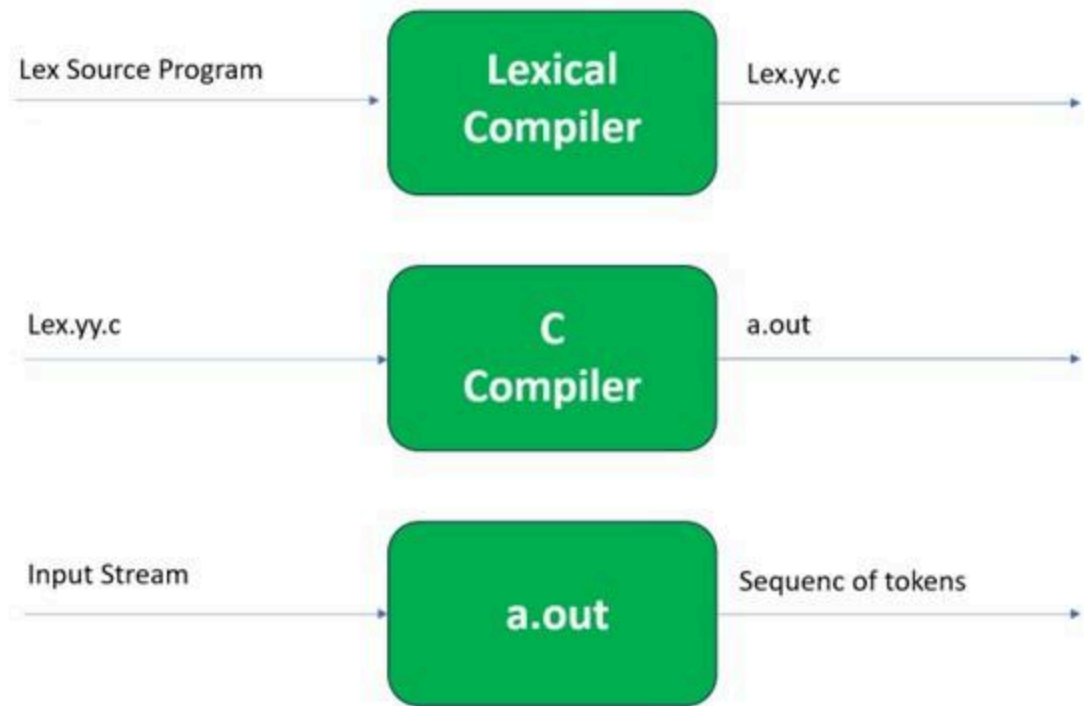 Lex Source Program
Lexical
Compiler
Lex.yy.c
Lex.yy.c
C
Compiler
a.out
Input Stream
a.out
Sequenc of tokens